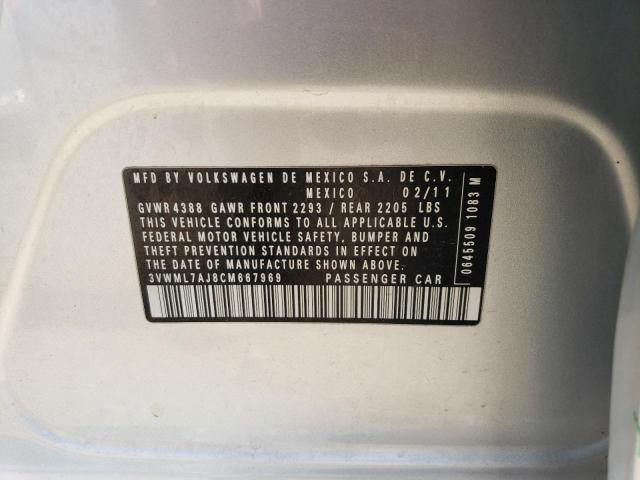 MFD BY VOLKSWAGEN DE MEXICO S.A. DE C.V.
MEXICO 02/11
GVWR 4388 GAWR FRONT 2293 / REAR 2205 LBS
THIS VEHICLE CONFORMS TO ALL APPLICABLE U.S.
FEDERAL MOTOR VEHICLE SAFETY, BUMPER AND
THEFT PREVENTION STANDARDS IN EFFECT ON
THE DATE OF MANUFACTURE SHOWN ABOVE.
3VWML7AJ8CM667969 PASSENGER CAR
0645509 1083 M